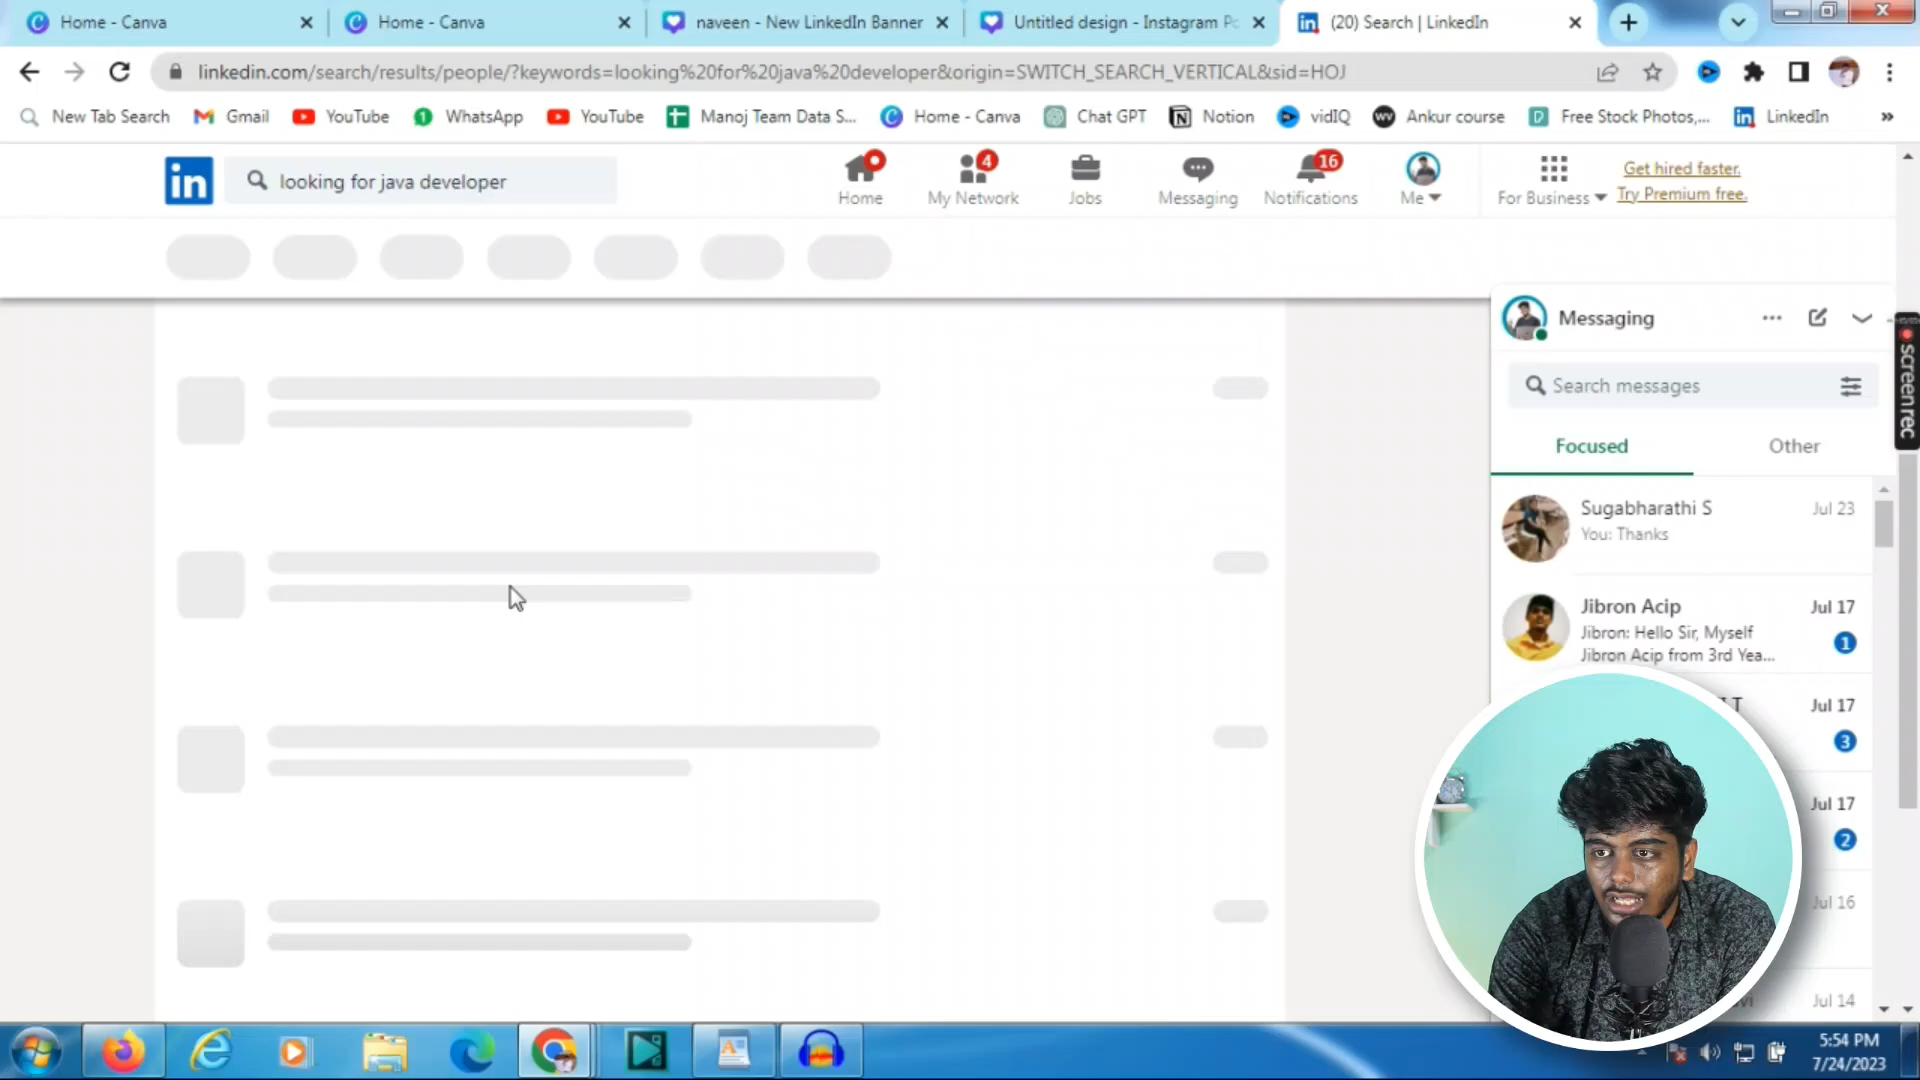 Home - Canva
Home - Canva
naveen - New LinkedIn Banner
Untitled design - Instagram Po
(20) Search | LinkedIn
linkedin.com/search/results/people/?keywords=looking%20for%20java%20developer&origin=SWITCH_SEARCH_VERTICAL&sid=HOJ
New Tab Search
Gmail
YouTube
WhatsApp
YouTube
Manoj Team Data S...
Home - Canva
Chat GPT
Notion
vidIQ
Ankur course
Free Stock Photos,...
LinkedIn
»
in
looking for java developer
Home
4
My Network
Jobs
Messaging
16
Notifications
Me
For Business
Get hired faster.
Try Premium free.
Messaging
Search messages
Focused
Other
Sugabharathi S
Jul 23
You: Thanks
Jibron Acip
Jul 17
Jibron: Hello Sir, Myself
Jibron Acip from 3rd Yea...
1
Jul 17
3
Jul 17
2
Jul 16
Jul 14
screenrec
5:54 PM
7/24/2023